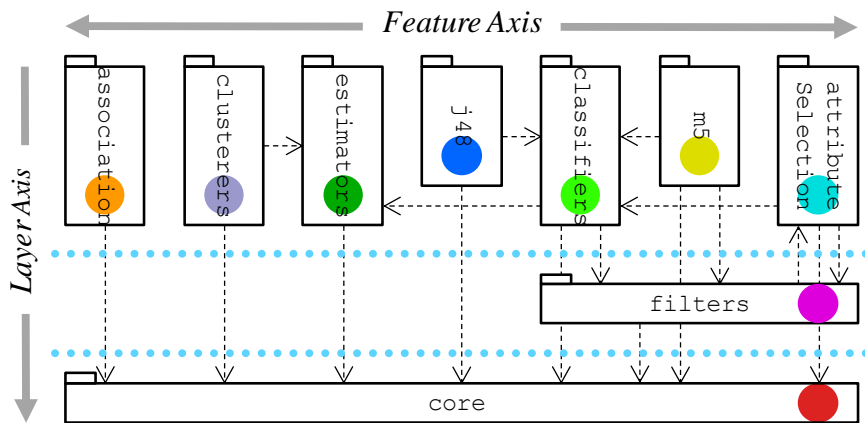 Feature Axis
Layer Axis
association
clusterers
estimators
j48
classifiers
m5
attribute
Selection
filters
core